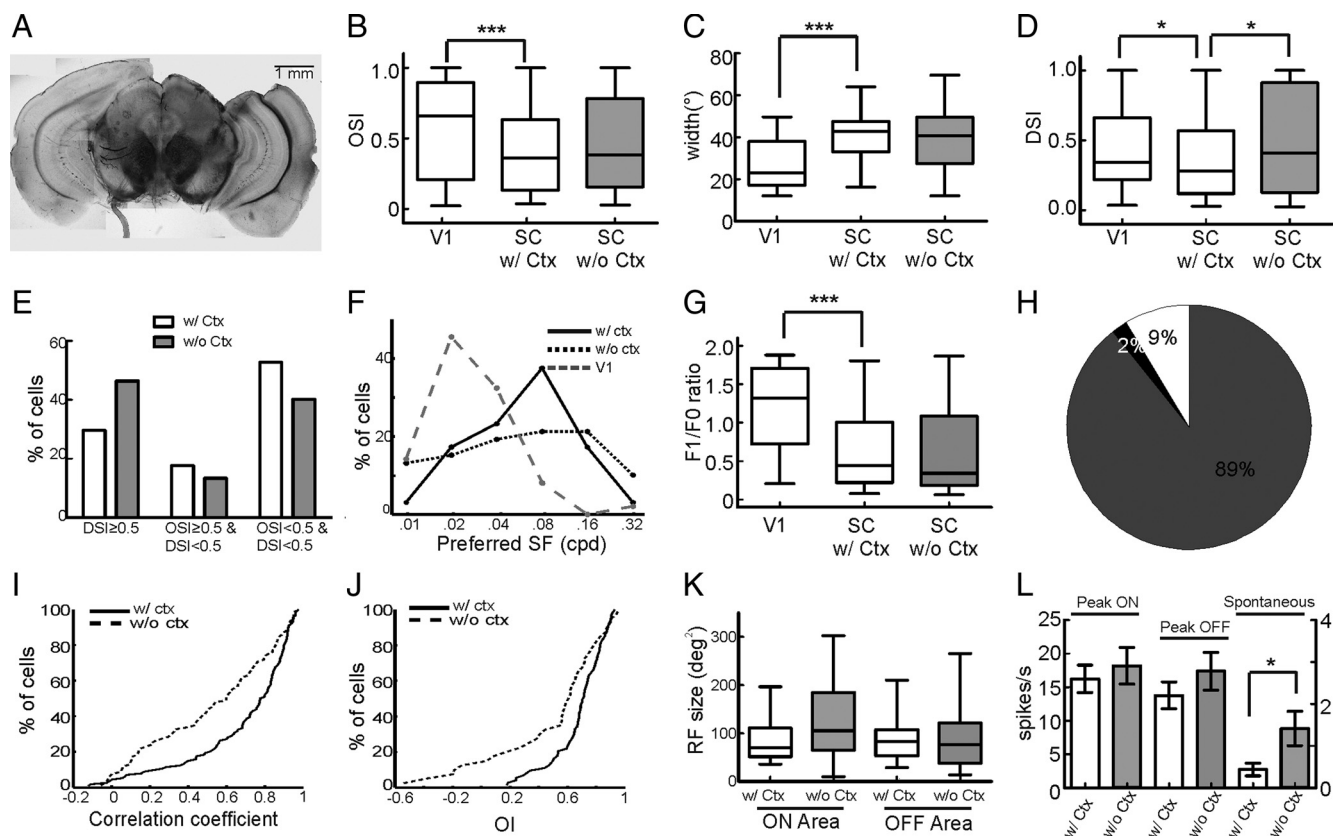 A
1 mm
B
***
OSI
1.0
0.5
0
V1
SC
w/ Ctx
SC
w/o Ctx
C
***
width(°)
80
60
40
20
0
V1
SC
w/ Ctx
SC
w/o Ctx
D
*
*
DSI
1.0
0.5
0.0
V1
SC
w/ Ctx
SC
w/o Ctx
E
w/ Ctx
w/o Ctx
% of cells
60
40
20
0
DSI≥0.5
OSI≥0.5 &
DSI<0.5
OSI<0.5 &
DSI<0.5
F
w/ ctx
w/o ctx
V1
% of cells
40
20
0
.01
.02
.04
.08
.16
.32
Preferred SF (cpd)
G
***
F1/F0 ratio
2.0
1.5
1.0
0.5
0
V1
SC
w/ Ctx
SC
w/o Ctx
H
2%
9%
89%
I
w/ ctx
w/o ctx
% of cells
100
80
60
40
20
0
-0.2
0
0.2
0.4
0.6
1
Correlation coefficient
J
w/ ctx
w/o ctx
% of cells
100
80
60
40
20
0
-0.6
-0.2
0.2
0.6
1
OI
K
RF size (deg²)
300
200
100
0
w/ Ctx
w/o Ctx
w/ Ctx
w/o Ctx
ON Area
OFF Area
L
Peak ON
Peak OFF
Spontaneous
*
spikes/s
25
20
15
10
5
0
4
2
0
w/ Ctx
w/o Ctx
w/ Ctx
w/o Ctx
w/ Ctx
w/o Ctx